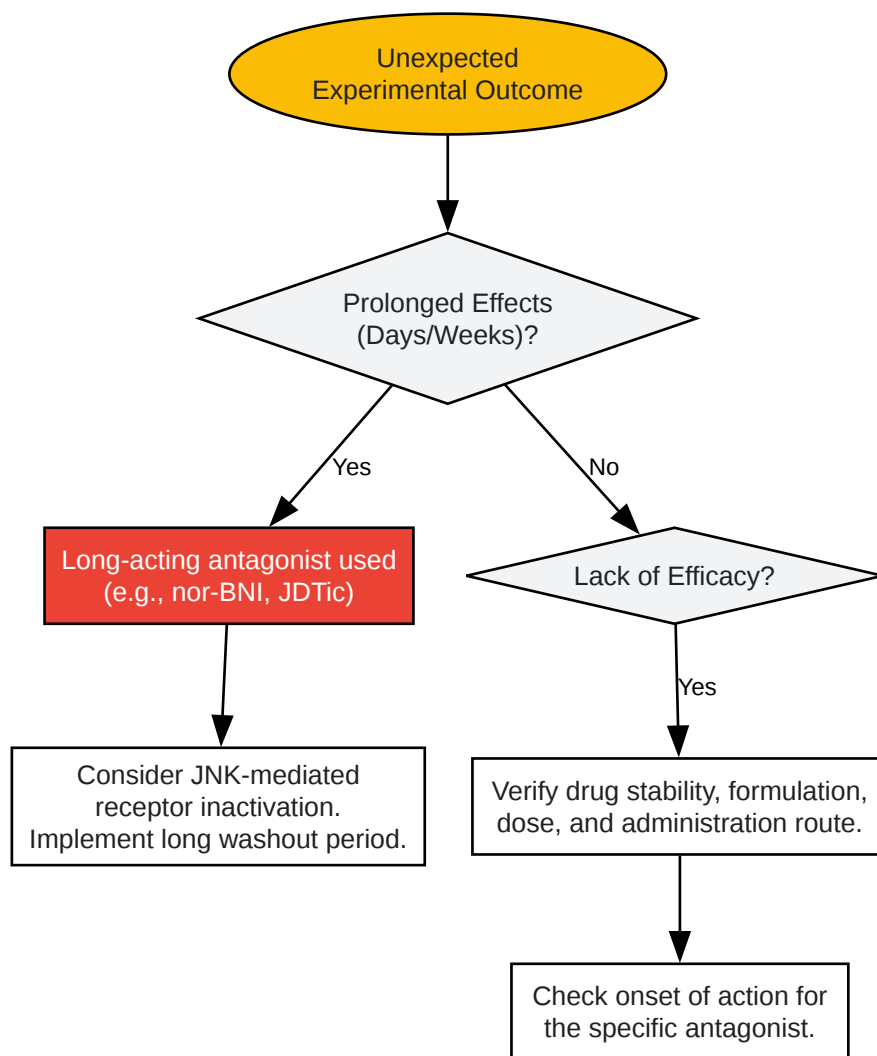 Unexpected
Experimental Outcome
Prolonged Effects
(Days/Weeks)?
Yes
No
Long-acting antagonist used
(e.g., nor-BNI, JDTic)
Lack of Efficacy?
Yes
Consider JNK-mediated
receptor inactivation.
Implement long washout period.
Verify drug stability, formulation,
dose, and administration route.
Check onset of action for
the specific antagonist.